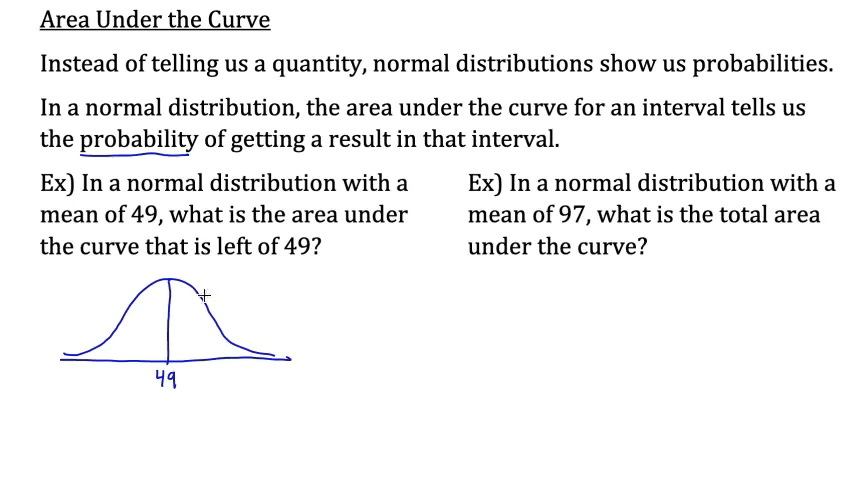 Area Under the Curve
Instead of telling us a quantity, normal distributions show us probabilities.
In a normal distribution, the area under the curve for an interval tells us
the probability of getting a result in that interval.
Ex) In a normal distribution with a
mean of 49, what is the area under
the curve that is left of 49?
Ex) In a normal distribution with a
mean of 97, what is the total area
under the curve?
49